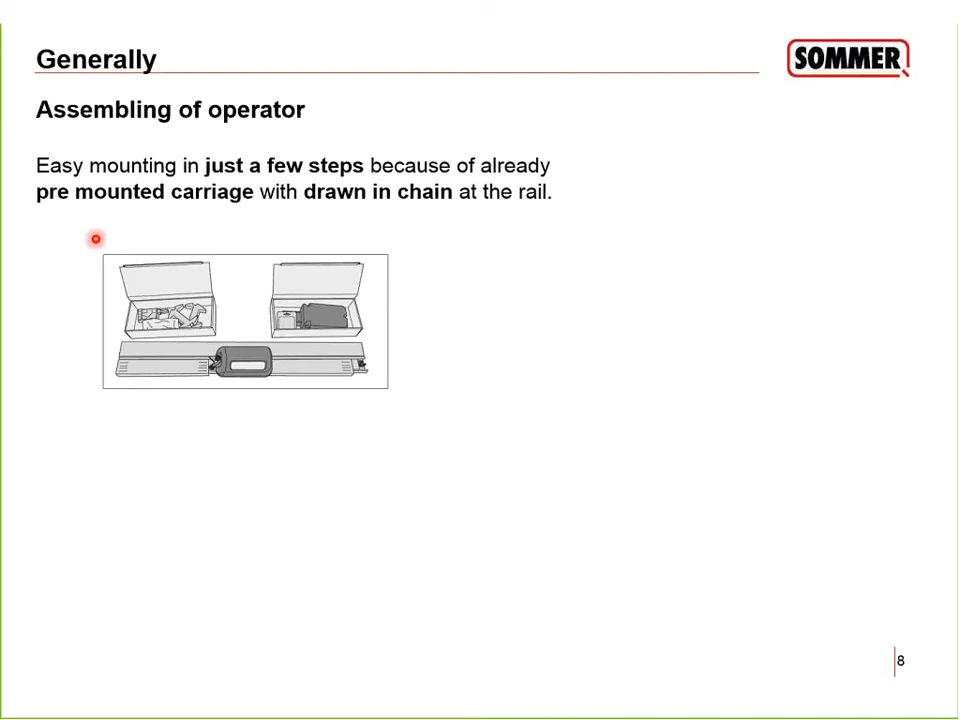 Generally
SOMMER
Assembling of operator
Easy mounting in just a few steps because of already
pre mounted carriage with drawn in chain at the rail.
8